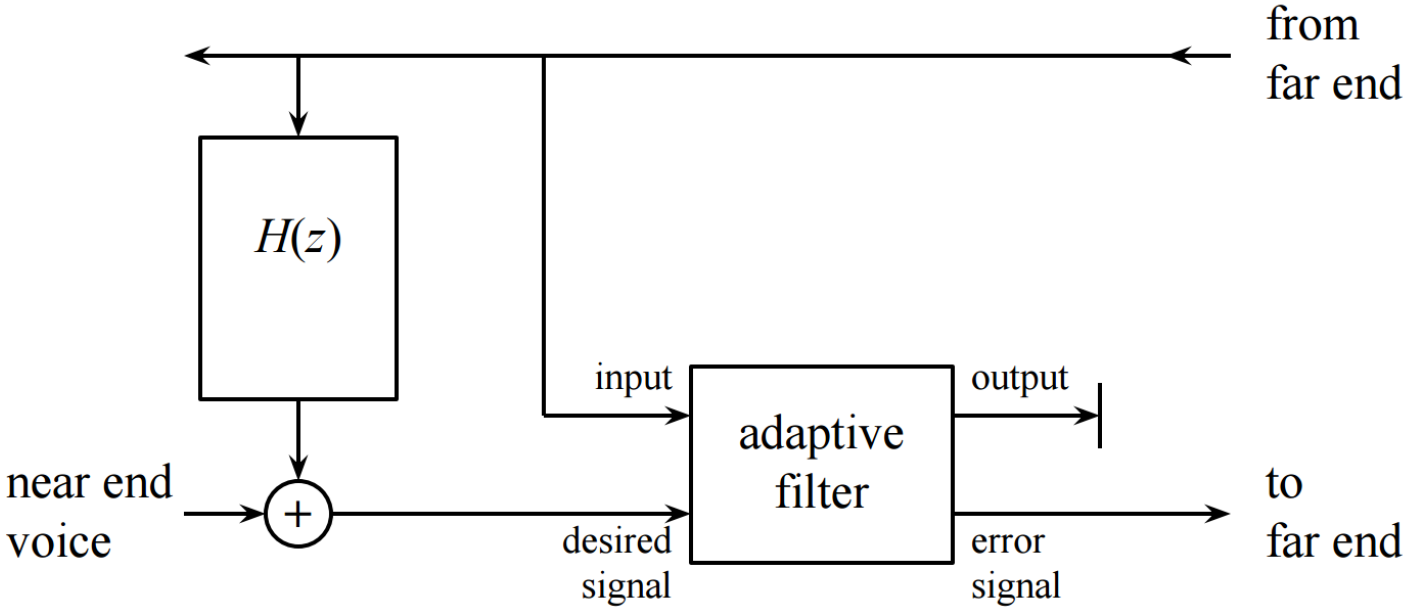 from
far end
H(z)
input
output
adaptive
filter
near end
voice
+
desired
signal
error
signal
to
far end